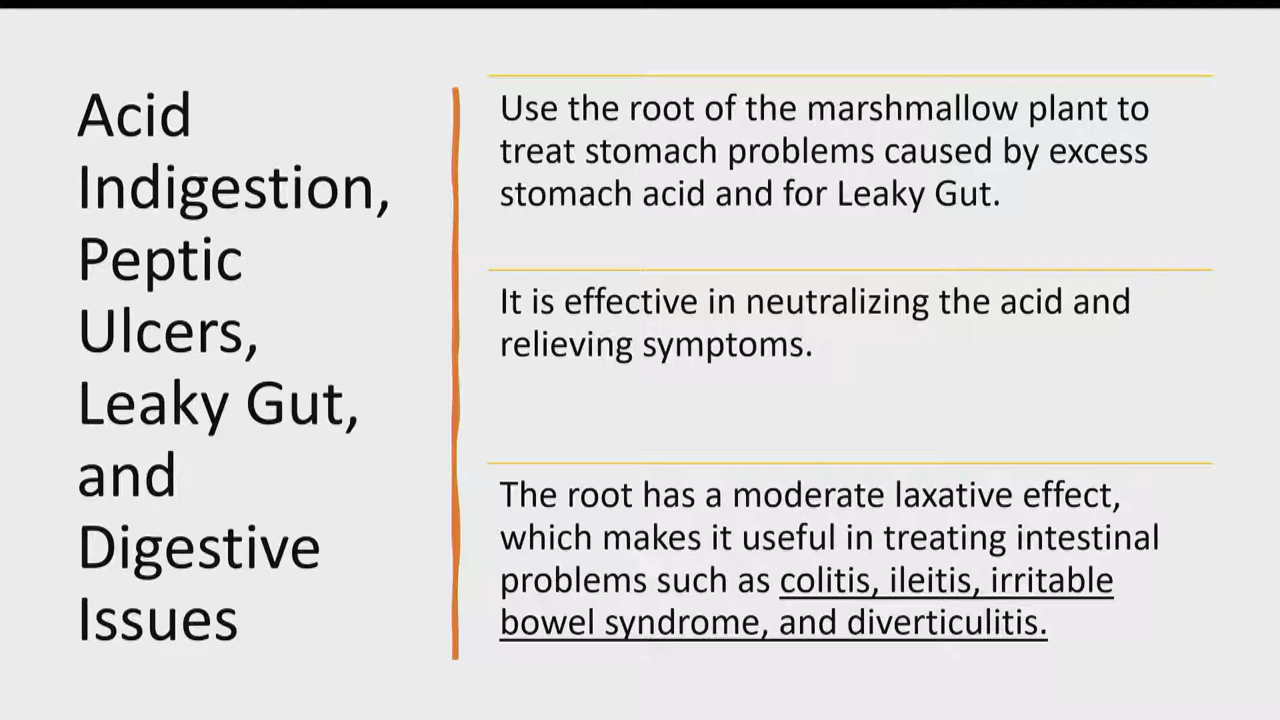 Acid
Indigestion,
Peptic
Ulcers,
Leaky Gut,
and
Digestive
Issues
Use the root of the marshmallow plant to
treat stomach problems caused by excess
stomach acid and for Leaky Gut.
It is effective in neutralizing the acid and
relieving symptoms.
The root has a moderate laxative effect,
which makes it useful in treating intestinal
problems such as colitis, ileitis, irritable
bowel syndrome, and diverticulitis.